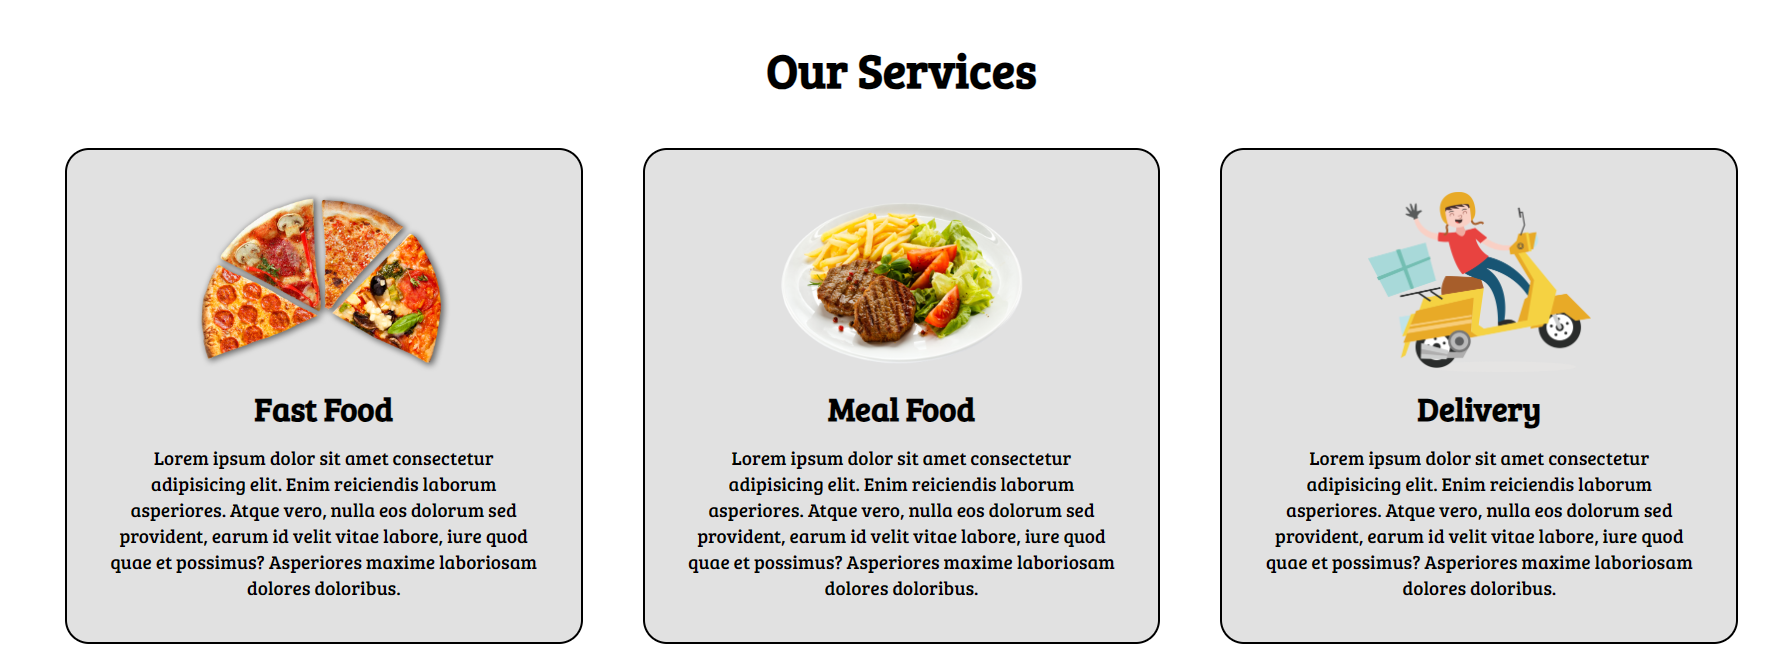 Our Services
Fast Food
Lorem ipsum dolor sit amet consectetur
adipisicing elit. Enim reiciendis laborum
asperiores. Atque vero, nulla eos dolorum sed
provident, earum id velit vitae labore, iure quod
quae et possimus? Asperiores maxime laboriosam
dolores doloribus.
Meal Food
Lorem ipsum dolor sit amet consectetur
adipisicing elit. Enim reiciendis laborum
asperiores. Atque vero, nulla eos dolorum sed
provident, earum id velit vitae labore, iure quod
quae et possimus? Asperiores maxime laboriosam
dolores doloribus.
Delivery
Lorem ipsum dolor sit amet consectetur
adipisicing elit. Enim reiciendis laborum
asperiores. Atque vero, nulla eos dolorum sed
provident, earum id velit vitae labore, iure quod
quae et possimus? Asperiores maxime laboriosam
dolores doloribus.